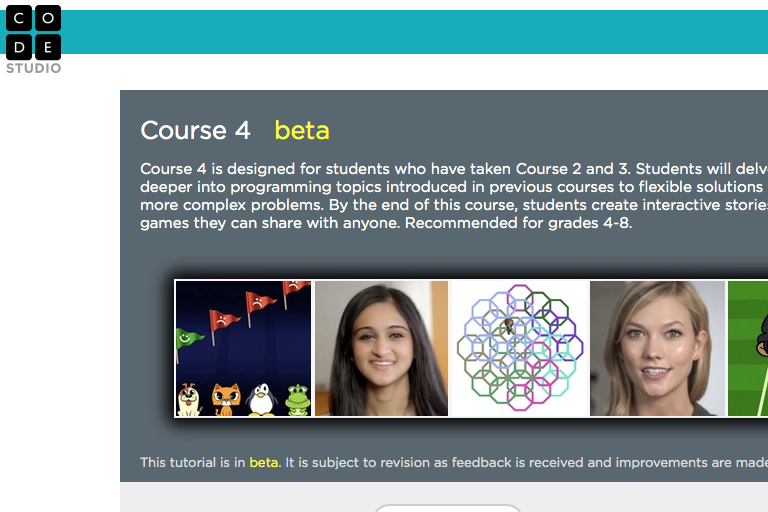 C O
D E
STUDIO
Course 4 beta
Course 4 is designed for students who have taken Course 2 and 3. Students will delv
deeper into programming topics introduced in previous courses to flexible solutions
more complex problems. By the end of this course, students create interactive storie
games they can share with anyone. Recommended for grades 4-8.
This tutorial is in beta. It is subject to revision as feedback is received and improvements are made